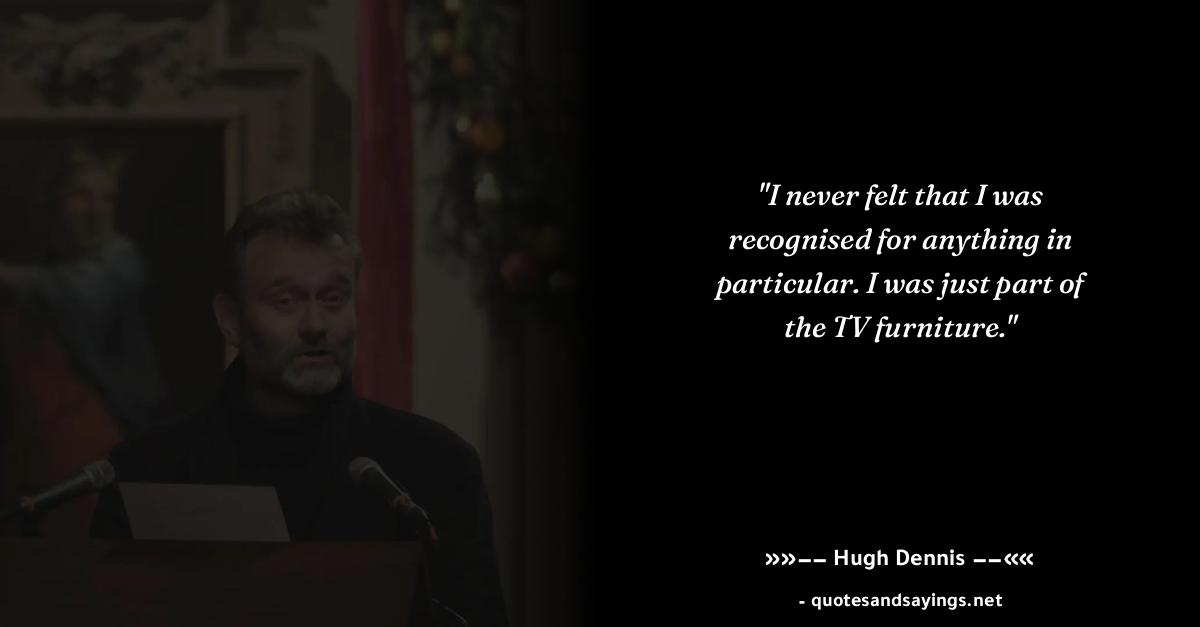 "I never felt that I was
recognised for anything in
particular. I was just part of
the TV furniture."
»»−− Hugh Dennis −−««
- quotesandsayings.net